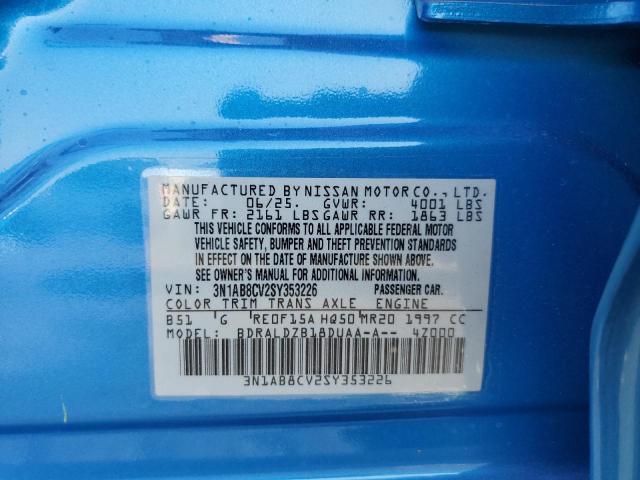 MANUFACTURED BY NISSAN MOTOR CO., LTD.
DATE: 06/25. GVWR: 4001 LBS
GAWR FR: 2161 LBS GAWR RR: 1863 LBS
THIS VEHICLE CONFORMS TO ALL APPLICABLE FEDERAL MOTOR
VEHICLE SAFETY, BUMPER AND THEFT PREVENTION STANDARDS
IN EFFECT ON THE DATE OF MANUFACTURE SHOWN ABOVE.
SEE OWNER'S MANUAL FOR ADDITIONAL INFORMATION.
VIN: 3N1AB8CV2SY353226 PASSENGER CAR.
COLOR TRIM TRANS AXLE ENGINE
B51 G RE0F15A HQ50 MR20 1997 CC
MODEL: BDRALDZB18DUAA-A-- 4Z000
3N1AB8CV2SY353226